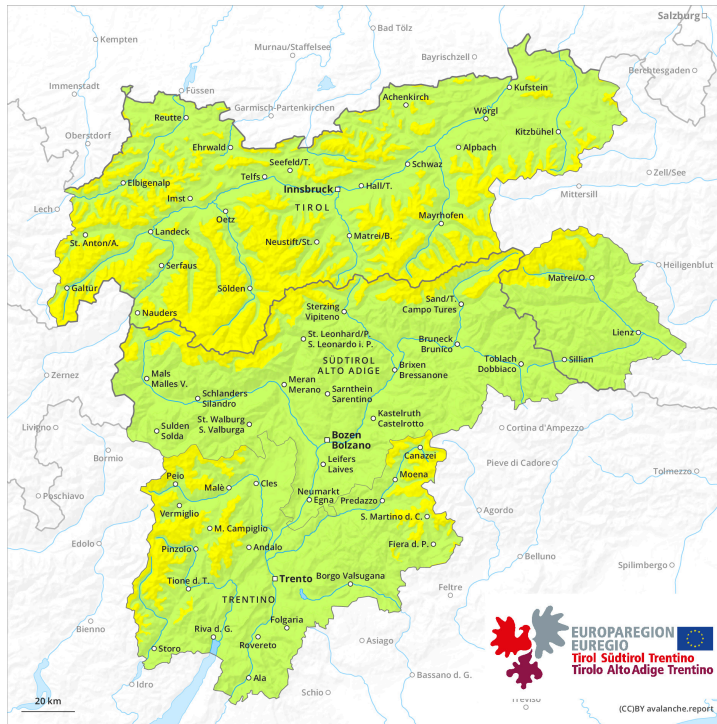 Salzburg
Bad Tölz
Kempten
Murnau/Staffelsee
Bayrischzell
Berchtesgaden
Immenstadt
Füssen
Kufstein
Achenkirch
Garmisch-Partenkirchen
Reutte
Wörgl
Oberstdorf
Ehrwald
Kitzbühel
Alpbach
Seefeld/T.
Schwaz
Telfs
Zell/See
Elbigenalp
Innsbruck
Hall/T.
Mittersill
Imst
Lech
TIROL
Oetz
Mayrhofen
Landeck
St. Anton/A.
Neustift/St.
Matrei/B.
Serfaus
Heiligenblut
Galtür
Sölden
Matrei/O.
Sand/T.
Campo Tures
Nauders
Sterzing
Vipiteno
Lienz
St. Leonhard/P.
S. Leonardo i. P.
Bruneck
Brunico
Toblach
Dobbiaco
Sillian
SÜDTIROL
ALTO ADIGE
Brixen
Bressanone
Zernez
Mals
Malles V.
Meran
Merano
Sarnthein
Sarentino
Schlanders
Silandro
Kastelruth
Castelrotto
St. Walburg
S. Valburga
Livigno
Sulden
Solda
Cortina d'Ampezzo
Bozen
Bolzano
Bormio
Canazei
Pieve di Cadore
Leifers
Laives
Tolmezzo
Peio
Moena
Malè
Cles
Neumarkt
Egna
Poschiavo
Predazzo
Vermiglio
Agordo
S. Martino d. C.
M. Campiglio
Edolo
Pinzolo
Andalo
Fiera d. P.
Belluno
Spilimbergo
Trento
Borgo Valsugana
Tione d. T.
Feltre
TRENTINO
Folgaria
Bienno
Riva d. G.
Rovereto
Asiago
Storo
Bassano d. G.
Ala
Idro
Schio
Treviso
EUROPAREGION
EUREGIO
Tirol Südtirol Trentino
Tirolo Alto Adige Trentino
20 km
(CC)BY avalanche.report